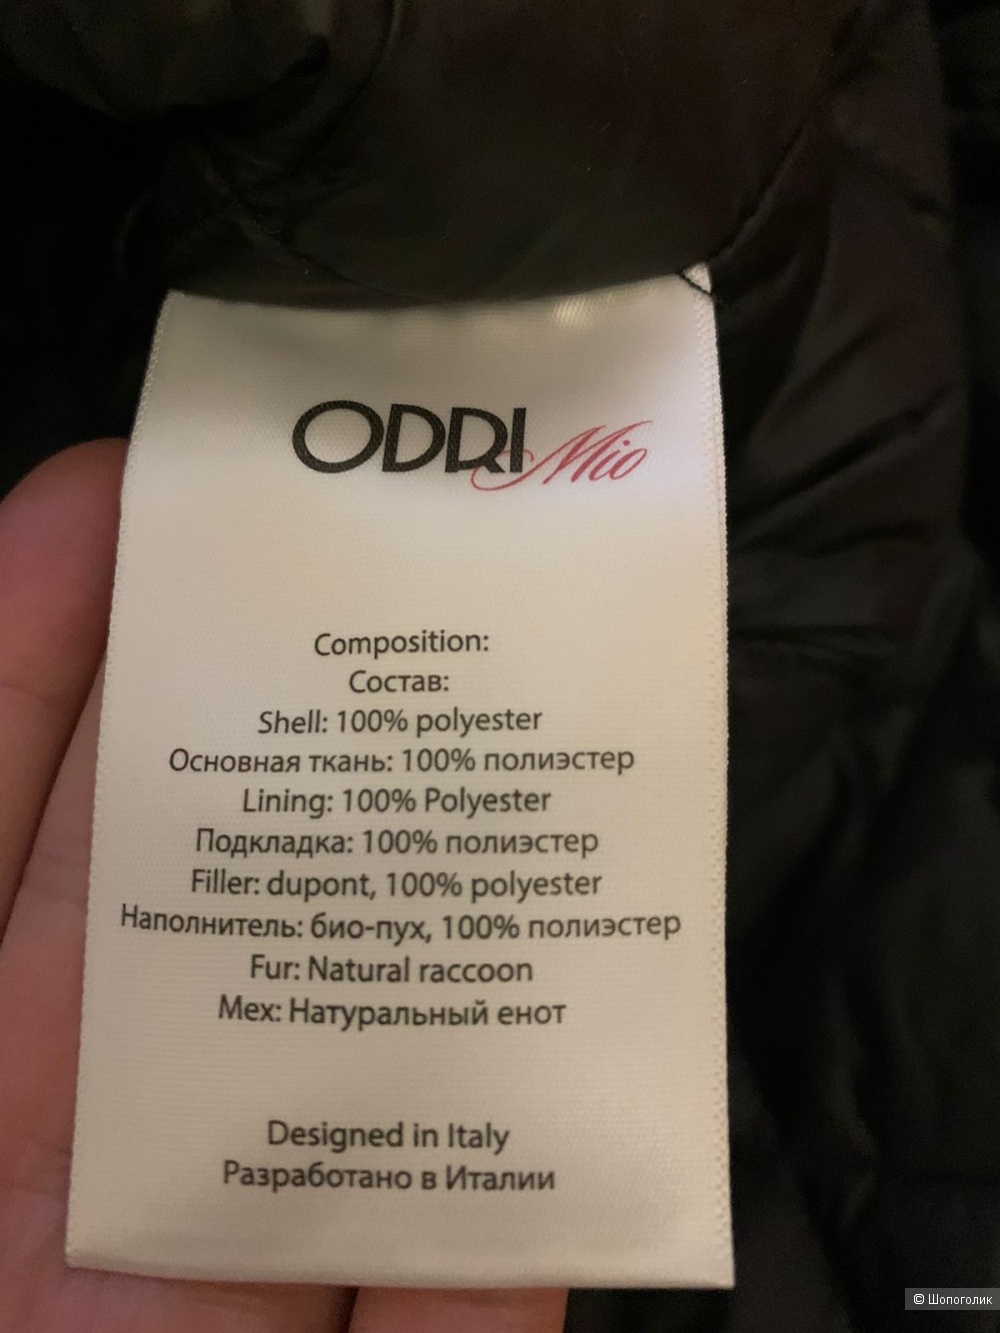 ODRI Mio
Composition:
Состав:
Shell: 100% polyester
Основная ткань: 100% полиэстер
Lining: 100% Polyester
Подкладка: 100% полиэстер
Filler: dupont, 100% polyester
Наполнитель: био-пух, 100% полиэстер
Fur: Natural raccoon
Мех: Натуральный енот
Designed in Italy
Разработано в Италии
© Шопоголик